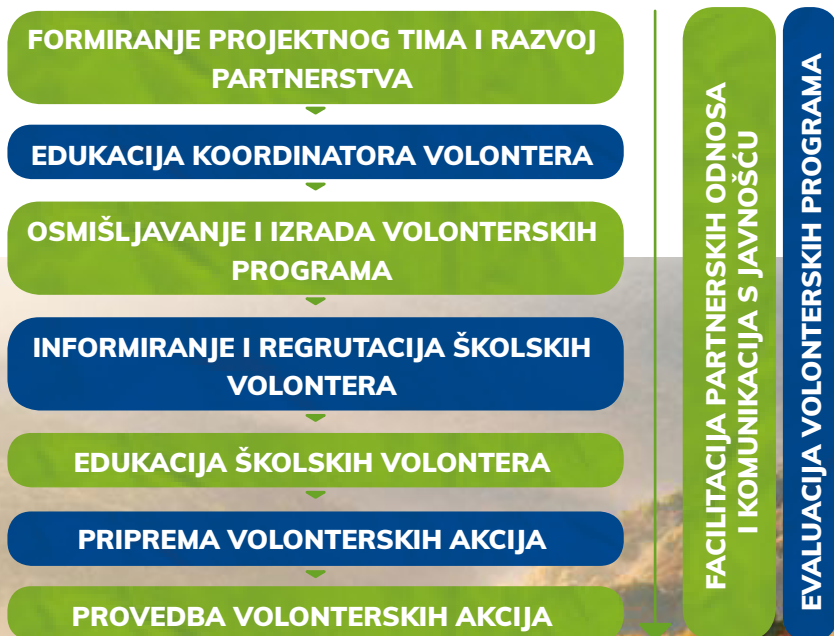 FORMIRANJE PROJEKTNOG TIMA I RAZVOJ
PARTNERSTVA
EDUKACIJA KOORDINATORA VOLONTERA
OSMIŠLJAVANJE I IZRADA VOLONTERSKIH
PROGRAMA
INFORMIRANJE I REGRUTACIJA ŠKOLSKIH
VOLONTERA
EDUKACIJA ŠKOLSKIH VOLONTERA
PRIPREMA VOLONTERSKIH AKCIJA
PROVEDBA VOLONTERSKIH AKCIJA
FACILITACIJA PARTNERSKIH ODNOSA
I KOMUNIKACIJA S JAVNOŠĆU
EVALUACIJA VOLONTERSKIH PROGRAMA